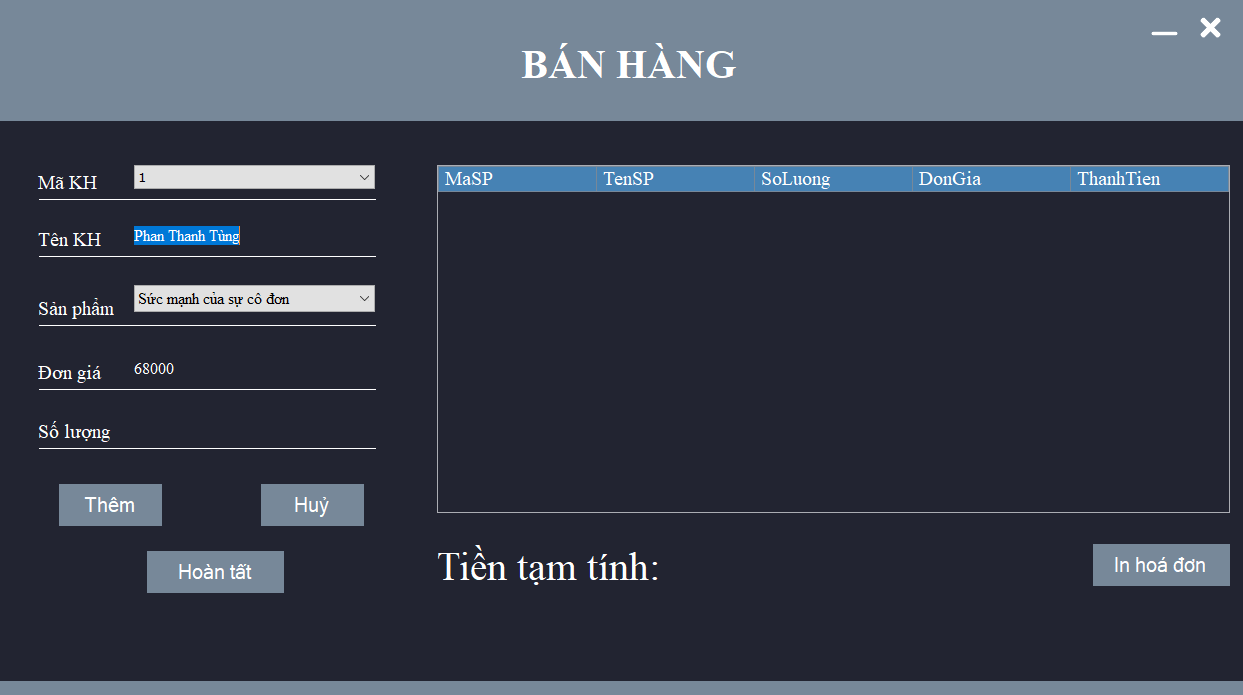 BÁN HÀNG
Mã KH 1
Tên KH Phan Thanh Tùng
Sản phẩm Sức mạnh của sự cô đơn
Đơn giá 68000
Số lượng
Thêm Huỷ
Hoàn tất
MaSP TenSP SoLuong DonGia ThanhTien
Tiền tạm tính:
In hoá đơn